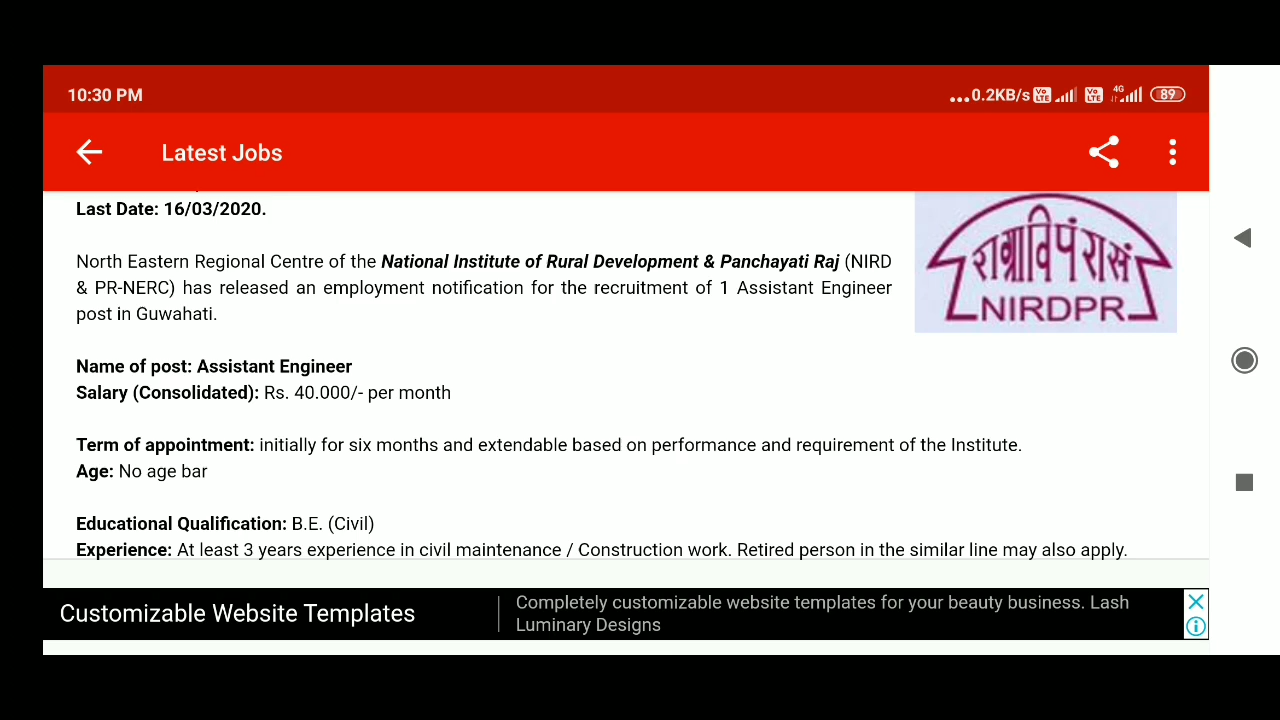 10:30 PM
...0.2KB/s Vo LTE Vo LTE 4G 89
Latest Jobs
Last Date: 16/03/2020.
North Eastern Regional Centre of the National Institute of Rural Development & Panchayati Raj (NIRD
& PR-NERC) has released an employment notification for the recruitment of 1 Assistant Engineer
post in Guwahati.
राग्राविपंरासं
NIRDPR
Name of post: Assistant Engineer
Salary (Consolidated): Rs. 40.000/- per month
Term of appointment: initially for six months and extendable based on performance and requirement of the Institute.
Age: No age bar
Educational Qualification: B.E. (Civil)
Experience: At least 3 years experience in civil maintenance / Construction work. Retired person in the similar line may also apply.
Customizable Website Templates
Completely customizable website templates for your beauty business. Lash
Luminary Designs